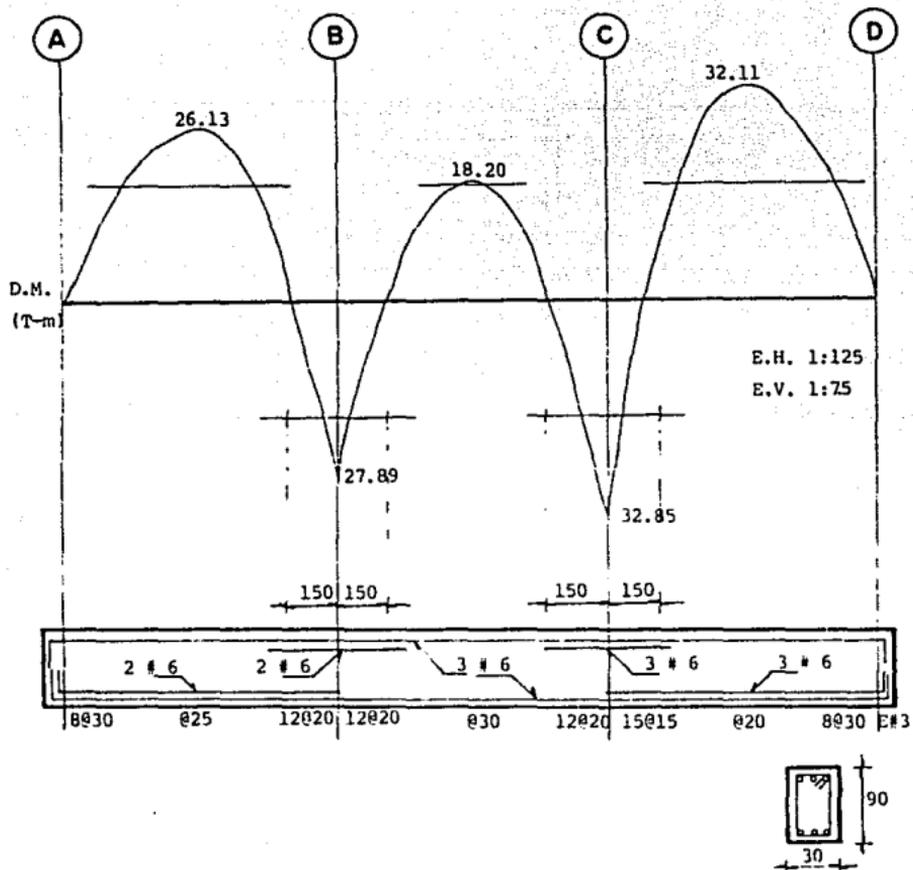 A B C D
26.13
32.11
18.20
D.M.
(T-m)
E.H. 1:125
E.V. 1:75
27.89
32.85
150 150 150 150
2 # 6 2 # 6 3 # 6 3 # 6 3 # 6
8@30 @25 12@20 12@20 @30 12@20 15@15 @20 8@30 E#3
90
30